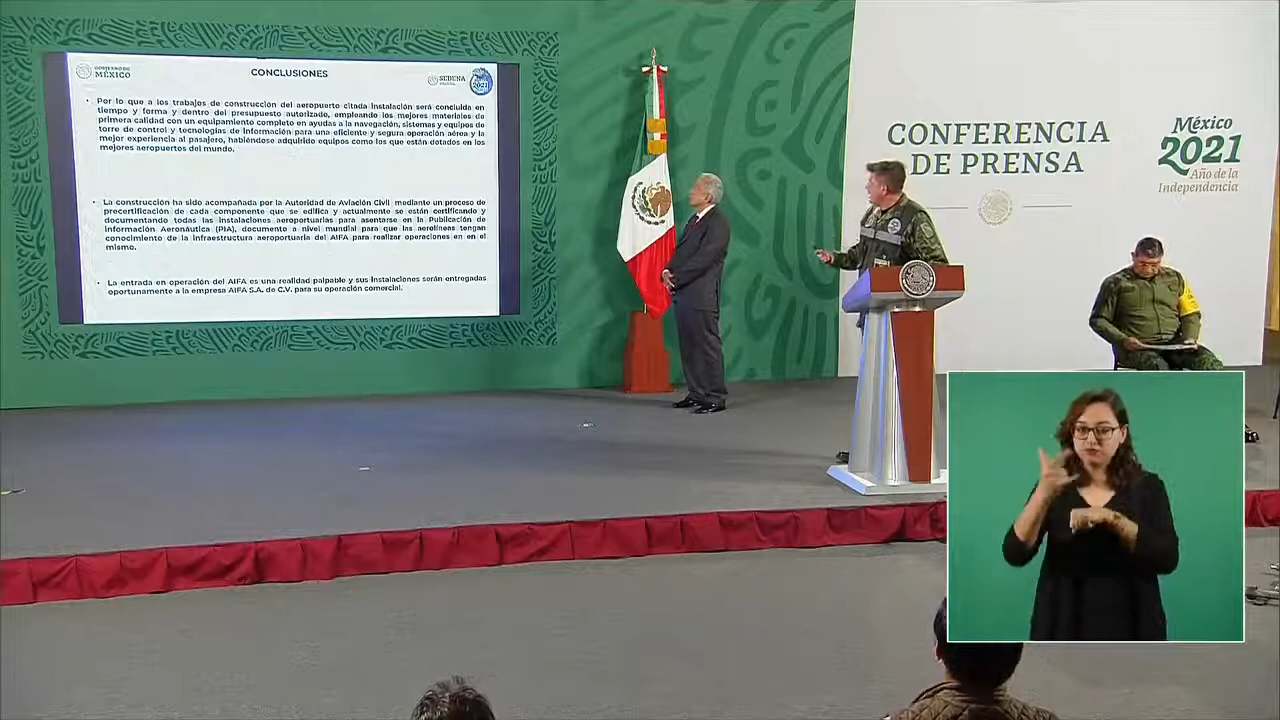 GOBIERNO DE
MÉXICO
CONCLUSIONES
SEDENA
2021
• Por lo que a los trabajos de construcción del aeropuerto citada instalación será concluida en
tiempo y forma y dentro del presupuesto autorizado, empleando los mejores materiales de
primera calidad con un equipamiento completo en ayudas a la navegación, sistemas y equipos de
torre de control y tecnologías de información para una eficiente y segura operación aérea y la
mejor experiencia al pasajero, habiéndose adquirido equipos como los que están dotados en los
mejores aeropuertos del mundo.
• La construcción ha sido acompañada por la Autoridad de Aviación Civil mediante un proceso de
precertificación de cada componente que se edifica y actualmente se están certificando y
documentando todas las instalaciones aeroportuarias para asentarse en la Publicación de
Información Aeronáutica (PIA), documento a nivel mundial para que las aerolíneas tengan
conocimiento de la infraestructura aeroportuaria del AIFA para realizar operaciones en en el
mismo.
• La entrada en operación del AIFA es una realidad palpable y sus instalaciones serán entregadas
oportunamente a la empresa AIFA S.A. de C.V. para su operación comercial.
CONFERENCIA
DE PRENSA
México
2021
Año de la
Independencia